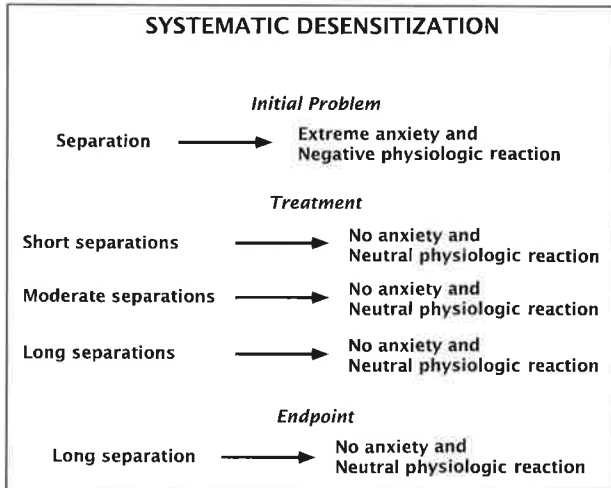 SYSTEMATIC DESENSITIZATION
Initial Problem
Separation
Extreme anxiety and
Negative physiologic reaction
Treatment
Short separations
No anxiety and
Neutral physiologic reaction
Moderate separations
No anxiety and
Neutral physiologic reaction
Long separations
No anxiety and
Neutral physiologic reaction
Endpoint
Long separation
No anxiety and
Neutral physiologic reaction